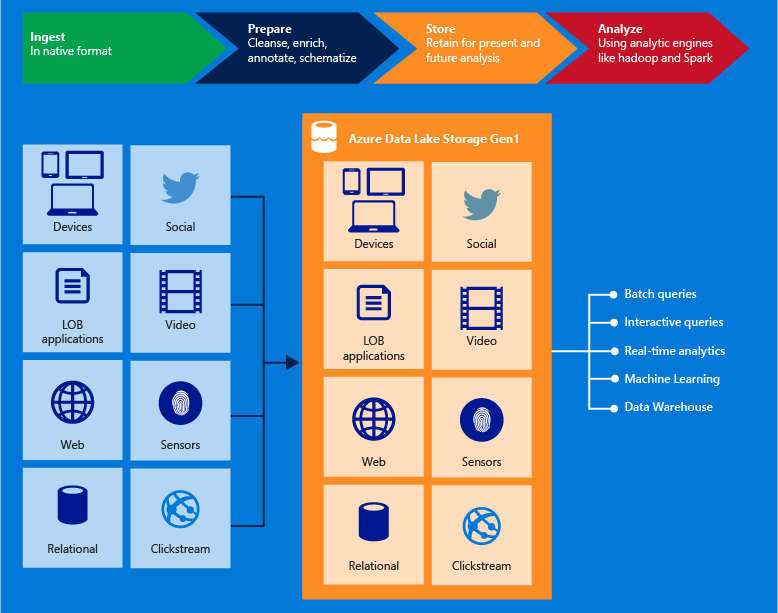 Ingest
In native format
Prepare
Cleanse, enrich,
annotate, schematize
Store
Retain for present and
future analysis
Analyze
Using analytic engines
like hadoop and Spark
Devices
Social
LOB
applications
Video
Web
Sensors
Relational
Clickstream
Azure Data Lake Storage Gen1
Devices
Social
LOB
applications
Video
Web
Sensors
Relational
Clickstream
Batch queries
Interactive queries
Real-time analytics
Machine Learning
Data Warehouse